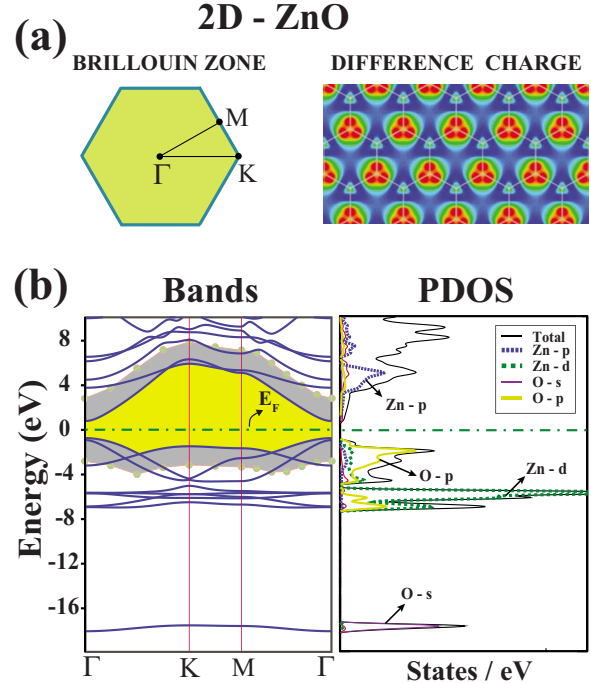 2D - ZnO
(a)
BRILLOUIN ZONE
DIFFERENCE CHARGE
M
Γ
K
(b)
Bands
PDOS
Energy (eV)
8
4
0
-4
-8
-12
-16
E_F
Γ
K
M
Γ
Total
Zn - p
Zn - d
O - s
O - p
Zn - p
O - p
Zn - d
O - s
States / eV